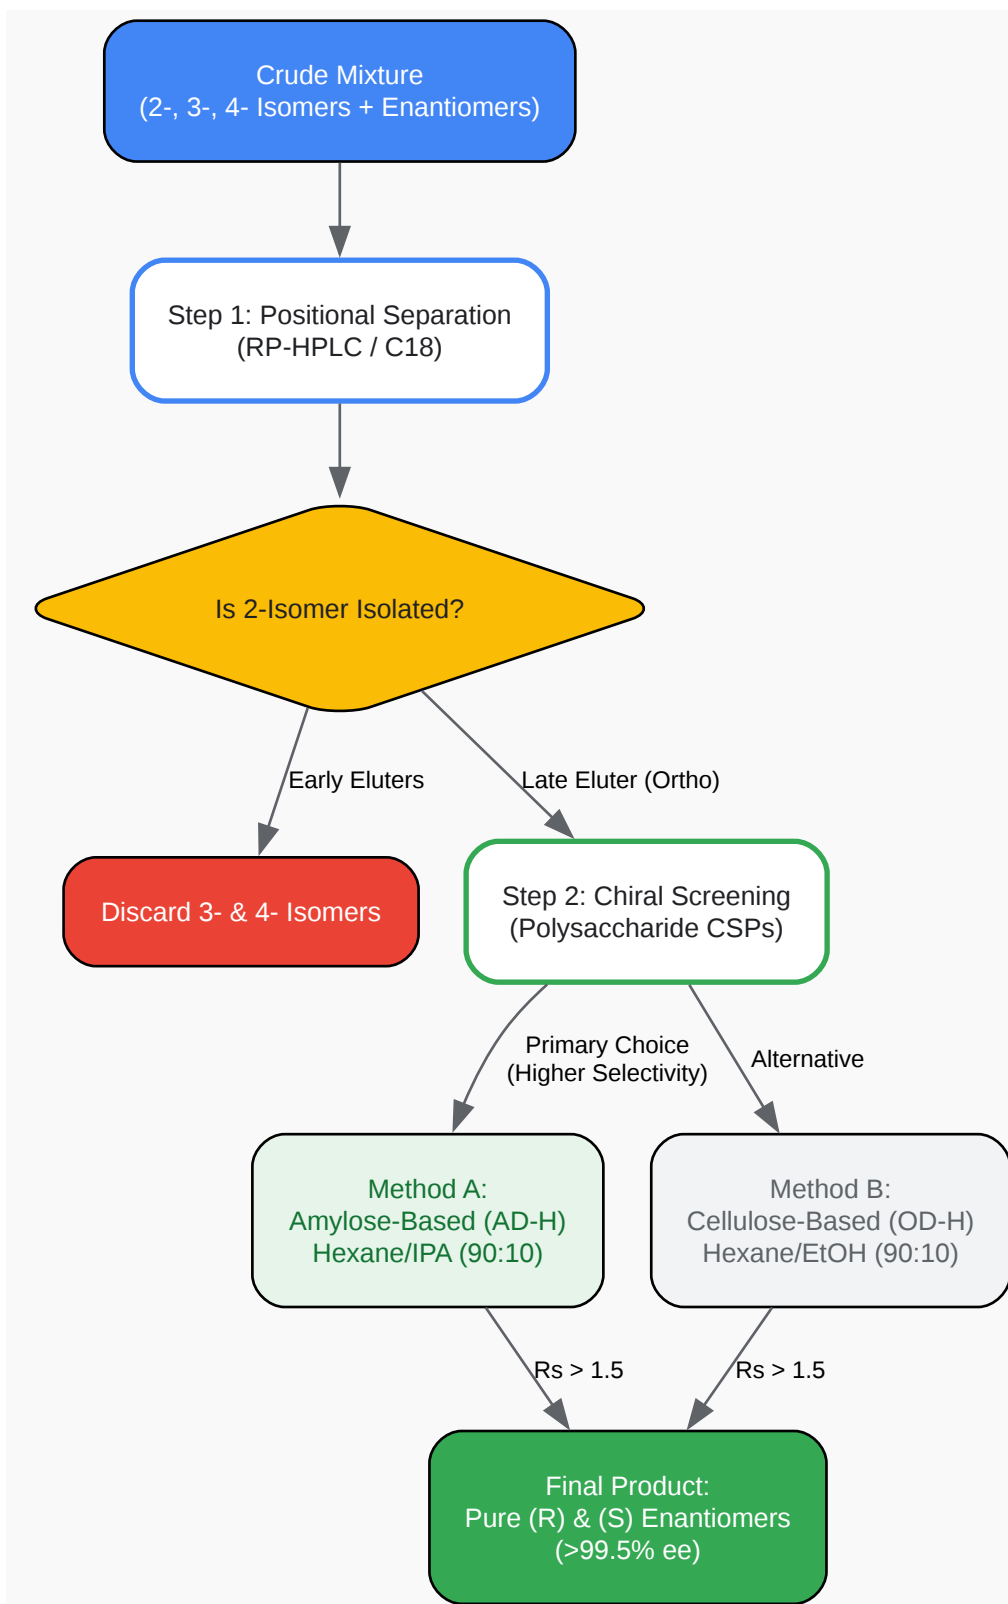 Crude Mixture
(2-, 3-, 4- Isomers + Enantiomers)
Step 1: Positional Separation
(RP-HPLC / C18)
Is 2-Isomer Isolated?
Early Eluters
Late Eluter (Ortho)
Discard 3- & 4- Isomers
Step 2: Chiral Screening
(Polysaccharide CSPs)
Primary Choice
(Higher Selectivity)
Alternative
Method A:
Amylose-Based (AD-H)
Hexane/IPA (90:10)
Method B:
Cellulose-Based (OD-H)
Hexane/EtOH (90:10)
Rs > 1.5
Rs > 1.5
Final Product:
Pure (R) & (S) Enantiomers
(>99.5% ee)